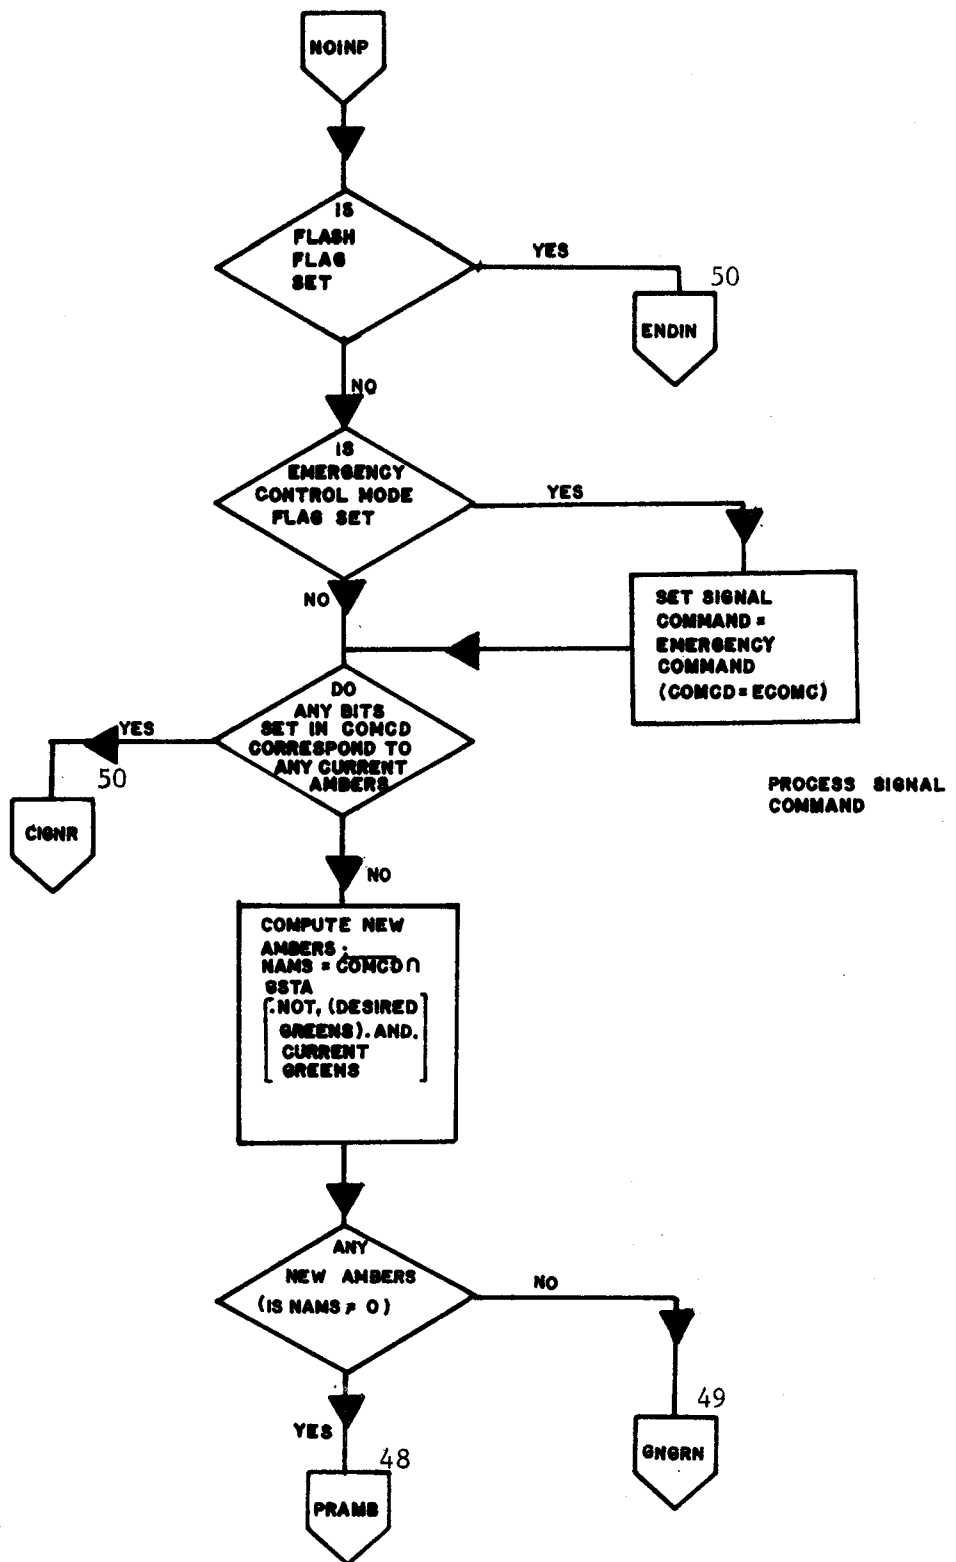 NOINP
IS
FLASH
FLAG
SET
YES
50
ENDIN
NO
IS
EMERGENCY
CONTROL MODE
FLAG SET
YES
SET SIGNAL
COMMAND =
EMERGENCY
COMMAND
(COMCD = ECOMC)
NO
DO
ANY BITS
SET IN COMCD
CORRESPOND TO
ANY CURRENT
AMBERS
YES
50
CIGNR
PROCESS SIGNAL
COMMAND
NO
COMPUTE NEW
AMBERS:
NAMS = COMCD ∩
GSTA
[.NOT, (DESIRED
GREENS). AND.
CURRENT
GREENS]
ANY
NEW AMBERS
(IS NAMS ≠ 0)
NO
49
GNGRN
YES
48
PRAMB